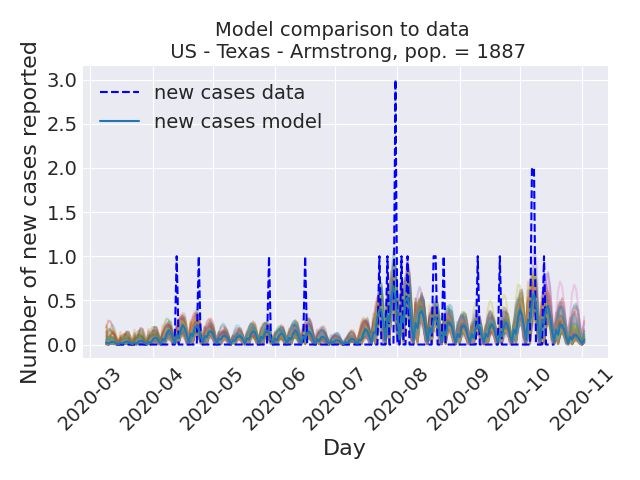 Model comparison to data
US - Texas - Armstrong, pop. = 1887
Number of new cases reported
3.0
2.5
2.0
1.5
1.0
0.5
0.0
new cases data
new cases model
2020-03
2020-04
2020-05
2020-06
2020-07
2020-08
2020-09
2020-10
2020-11
Day